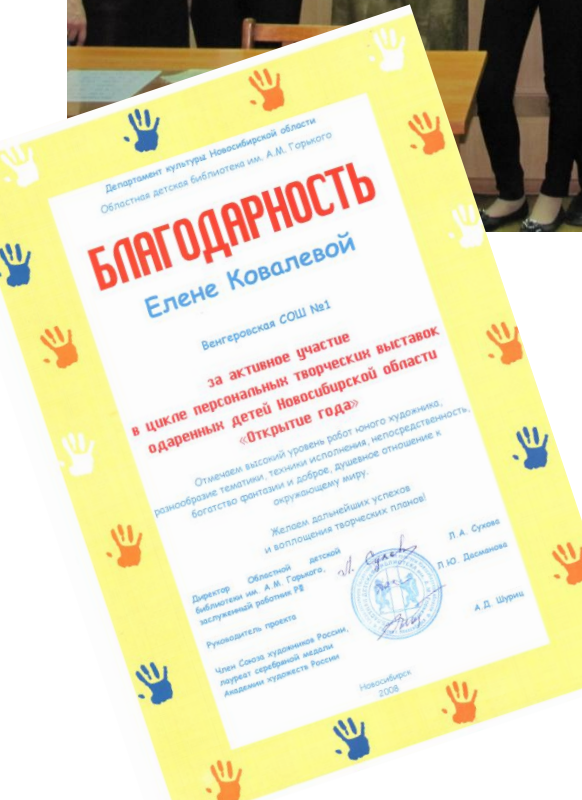 Департамент культуры Новосибирской области
Областная детская библиотека им. А.М. Горького
БЛАГОДАРНОСТЬ
Елене Ковалевой
Венгеровская СОШ №1
за активное участие
в цикле персональных творческих выставок
одаренных детей Новосибирской области
«Открытие года»
Отмечаем высокий уровень работ юного художника,
разнообразие тематики, техники исполнения, непосредственность,
богатство фантазии и доброе, душевное отношение к
окружающему миру.
Желаем дальнейших успехов
и воплощения творческих планов!
Директор Областной детской
библиотеки им. А.М. Горького,
заслуженный работник РФ
Л.А. Сухова
Руководитель проекта
Л.Ю. Десманова
Член Союза художников России,
лауреат серебряной медали
Академии художеств России
А.Д. Шуриц
Новосибирск
2008